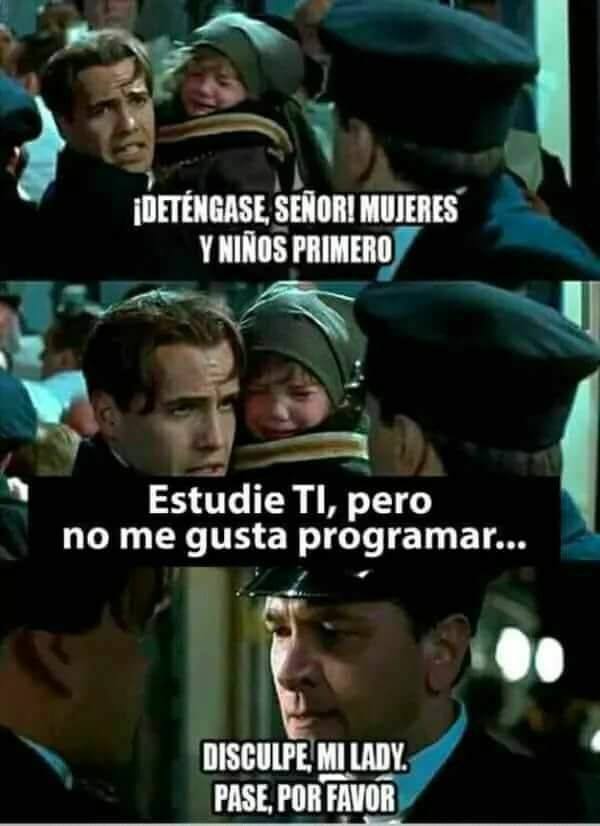 ¡DETÉNGASE, SEÑOR! MUJERES
Y NIÑOS PRIMERO
Estudie TI, pero
no me gusta programar...
DISCULPE, MI LADY.
PASE, POR FAVOR